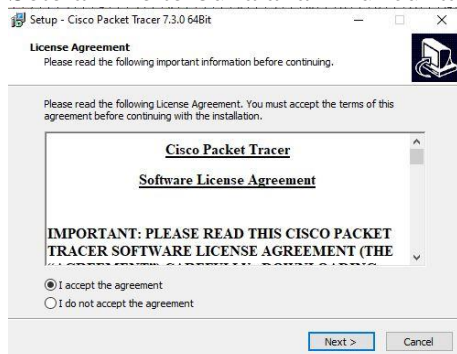 Setup - Cisco Packet Tracer 7.3.0 64Bit
License Agreement
Please read the following important information before continuing.
Please read the following License Agreement. You must accept the terms of this
agreement before continuing with the installation.
Cisco Packet Tracer
Software License Agreement
IMPORTANT: PLEASE READ THIS CISCO PACKET
TRACER SOFTWARE LICENSE AGREEMENT (THE
I accept the agreement
I do not accept the agreement
Next >
Cancel